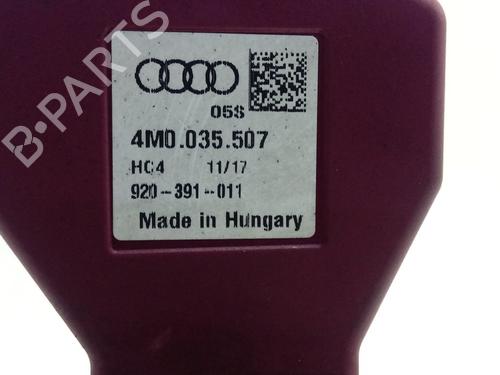 B-PARTS
05S
4M0.035.507
HC4 11/17
920-391-011
Made in Hungary